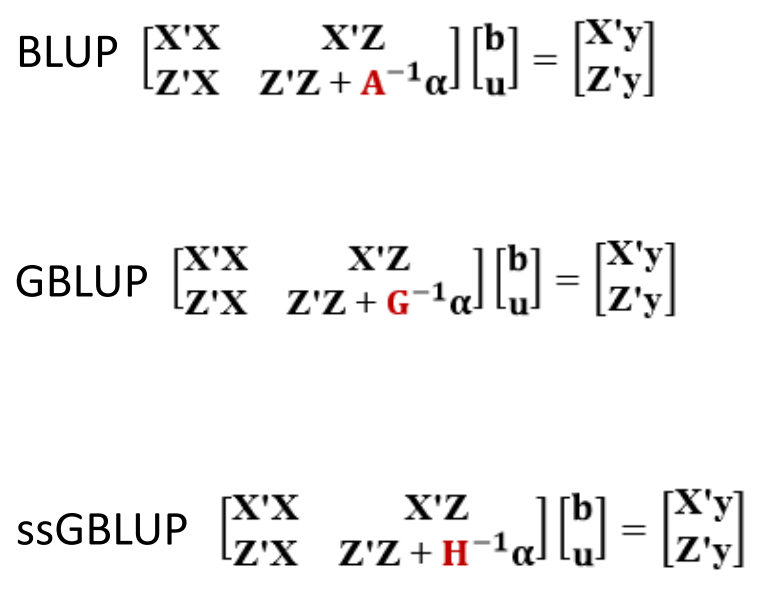 BLUP [X'X X'Z] [b] = [X'y]
[Z'X Z'Z + A⁻¹α] [u] [Z'y]
GBLUP [X'X X'Z] [b] = [X'y]
[Z'X Z'Z + G⁻¹α] [u] [Z'y]
ssGBLUP [X'X X'Z] [b] = [X'y]
[Z'X Z'Z + H⁻¹α] [u] [Z'y]